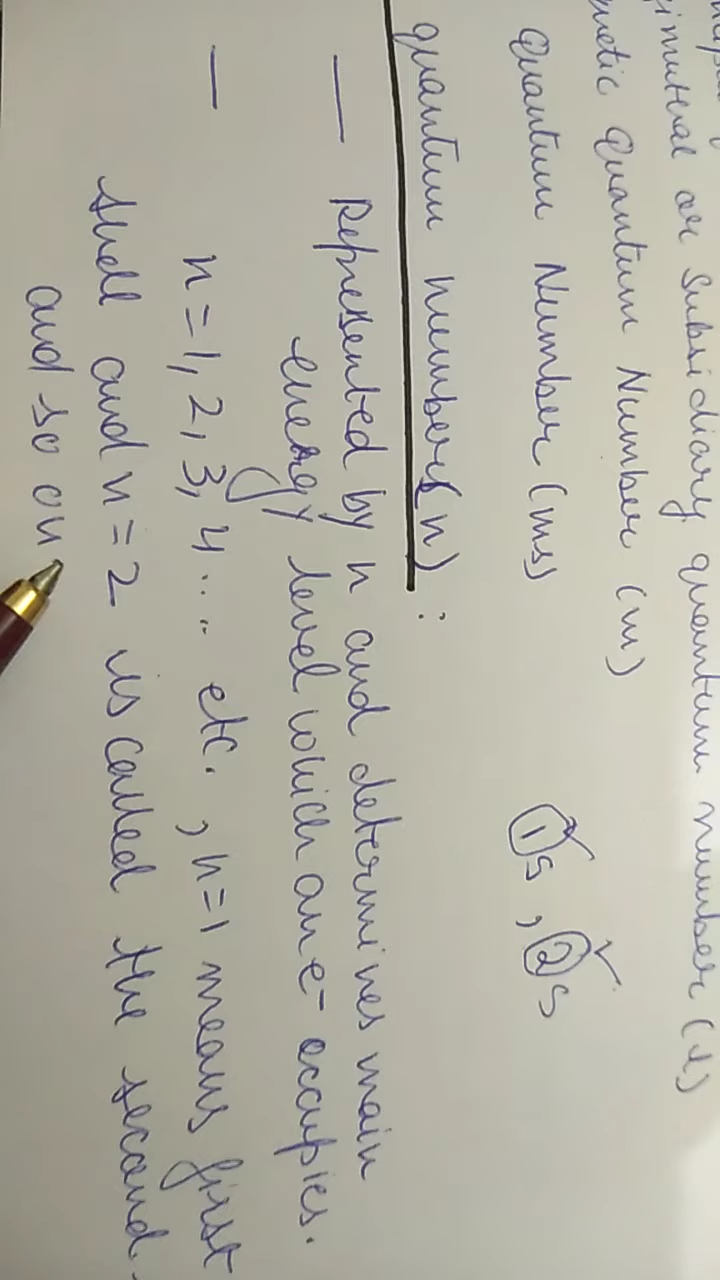 or subsidiary quantum number (l)
Quantum Number (m)
Quantum Number (ms)
1s, 2s
quantum number (n) :
— Represented by n and determines main
energy level which an e- occupies.
— n = 1, 2, 3, 4 ... etc. , n = 1 means first
shell and n = 2 is called the second
and so on